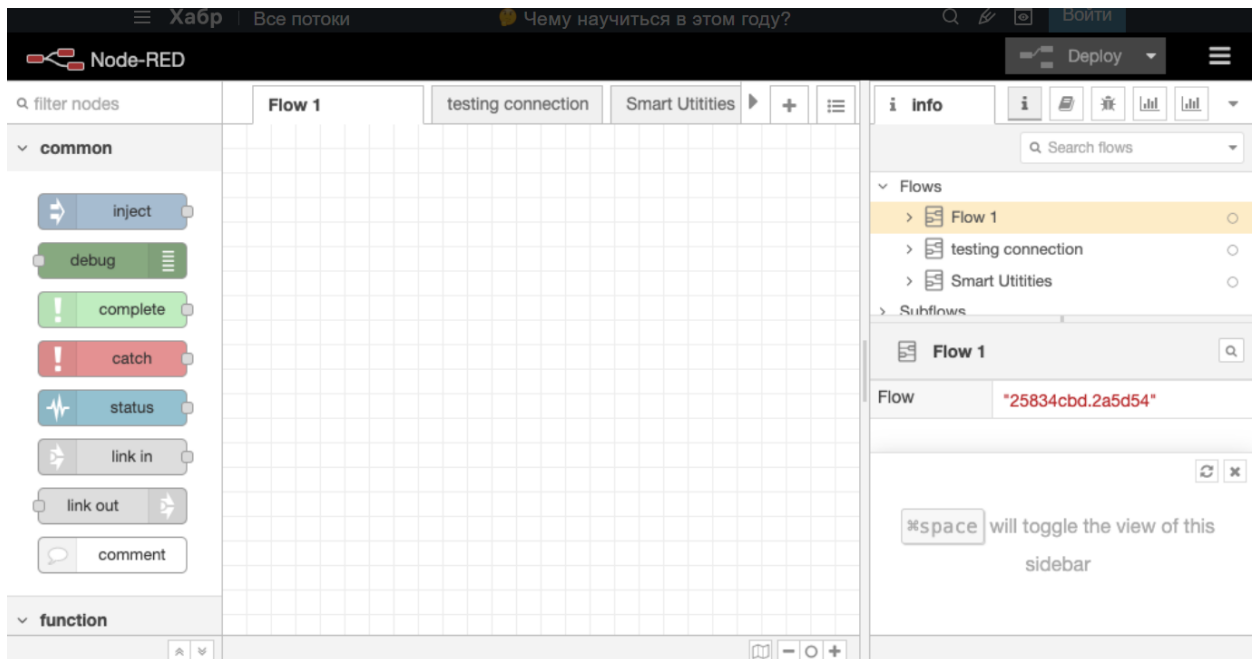 Хабр Все потоки 🤔 Чему научиться в этом году? Войти
Node-RED Deploy
filter nodes
Flow 1 testing connection Smart Utitities
i info i
common
Search flows
Flows
inject
Flow 1
debug
testing connection
Smart Utitities
complete
Subflows
catch
Flow 1
status
Flow "25834cbd.2a5d54"
link in
link out
⌘space will toggle the view of this
sidebar
comment
function